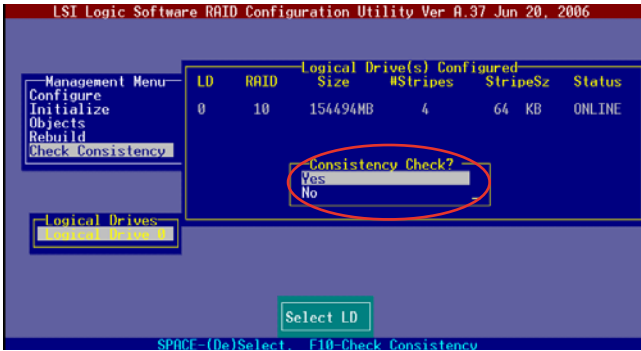 LSI Logic Software RAID Configuration Utility Ver A.37 Jun 20, 2006
Logical Drive(s) Configured
LD RAID Size #Stripes StripeSz Status
0 10 154494MB 4 64 KB ONLINE
Management Menu
Configure
Initialize
Objects
Rebuild
Check Consistency
Consistency Check?
Yes
No
Logical Drives
Logical Drive 0
Select LD
SPACE-(De)Select, F10-Check Consistency